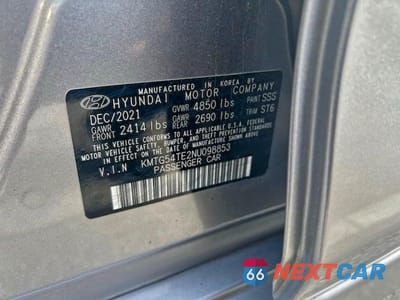 MANUFACTURED IN KOREA BY
HYUNDAI MOTOR COMPANY
DEC/2021 GVWR 4850 lbs PAINT SSS
GAWR FRONT 2414 lbs GAWR REAR 2690 lbs TRIM ST6
THIS VEHICLE CONFORMS TO ALL APPLICABLE U.S.A FEDERAL
MOTOR VEHICLE SAFETY, BUMPER, AND THEFT PREVENTION STANDARDS
IN EFFECT ON THE DATE OF MANUFACTURE SHOWN ABOVE.
V.I.N KMTG54TE2NU098853
PASSENGER CAR
66 NEXTCAR